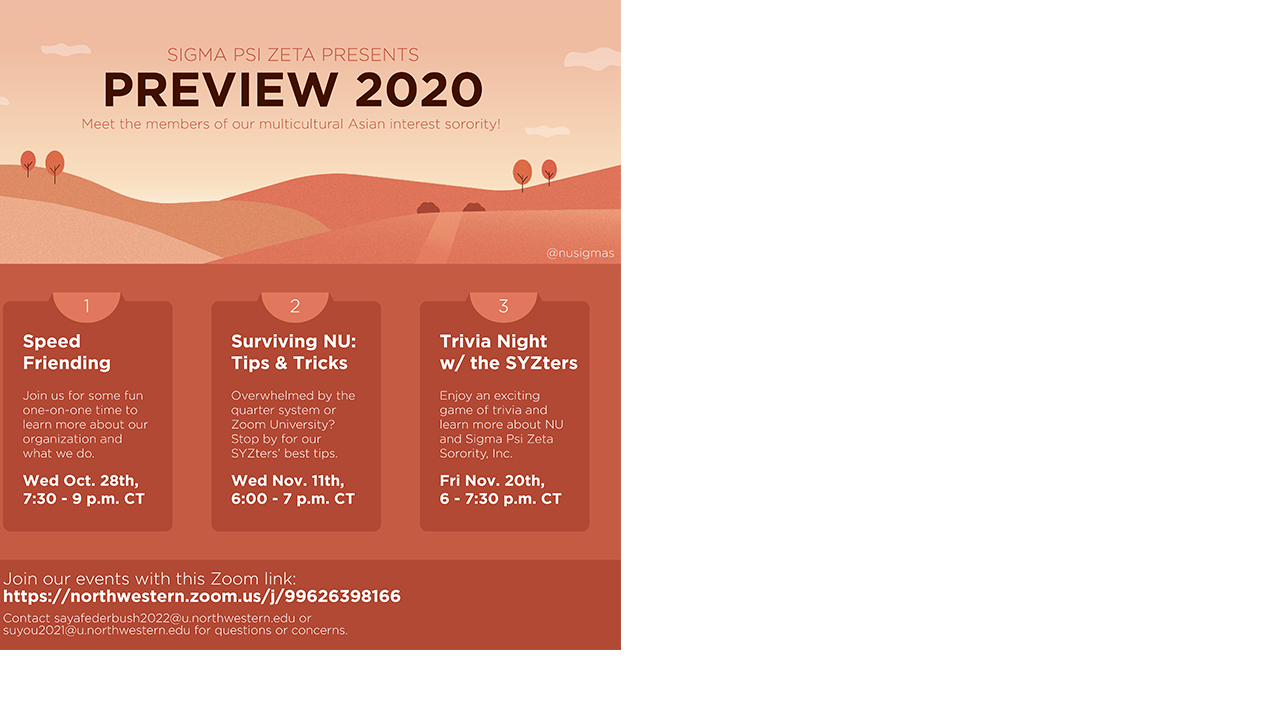 SIGMA PSI ZETA PRESENTS
PREVIEW 2020
Meet the members of our multicultural Asian interest sorority!
@nusigmas
1
Speed
Friending
Join us for some fun
one-on-one time to
learn more about our
organization and
what we do.
Wed Oct. 28th,
7:30 - 9 p.m. CT
2
Surviving NU:
Tips & Tricks
Overwhelmed by the
quarter system or
Zoom University?
Stop by for our
SYZters' best tips.
Wed Nov. 11th,
6:00 - 7 p.m. CT
3
Trivia Night
w/ the SYZters
Enjoy an exciting
game of trivia and
learn more about NU
and Sigma Psi Zeta
Sorority, Inc.
Fri Nov. 20th,
6 - 7:30 p.m. CT
Join our events with this Zoom link:
https://northwestern.zoom.us/j/99626398166
Contact sayafederbush2022@u.northwestern.edu or
suyou2021@u.northwestern.edu for questions or concerns.